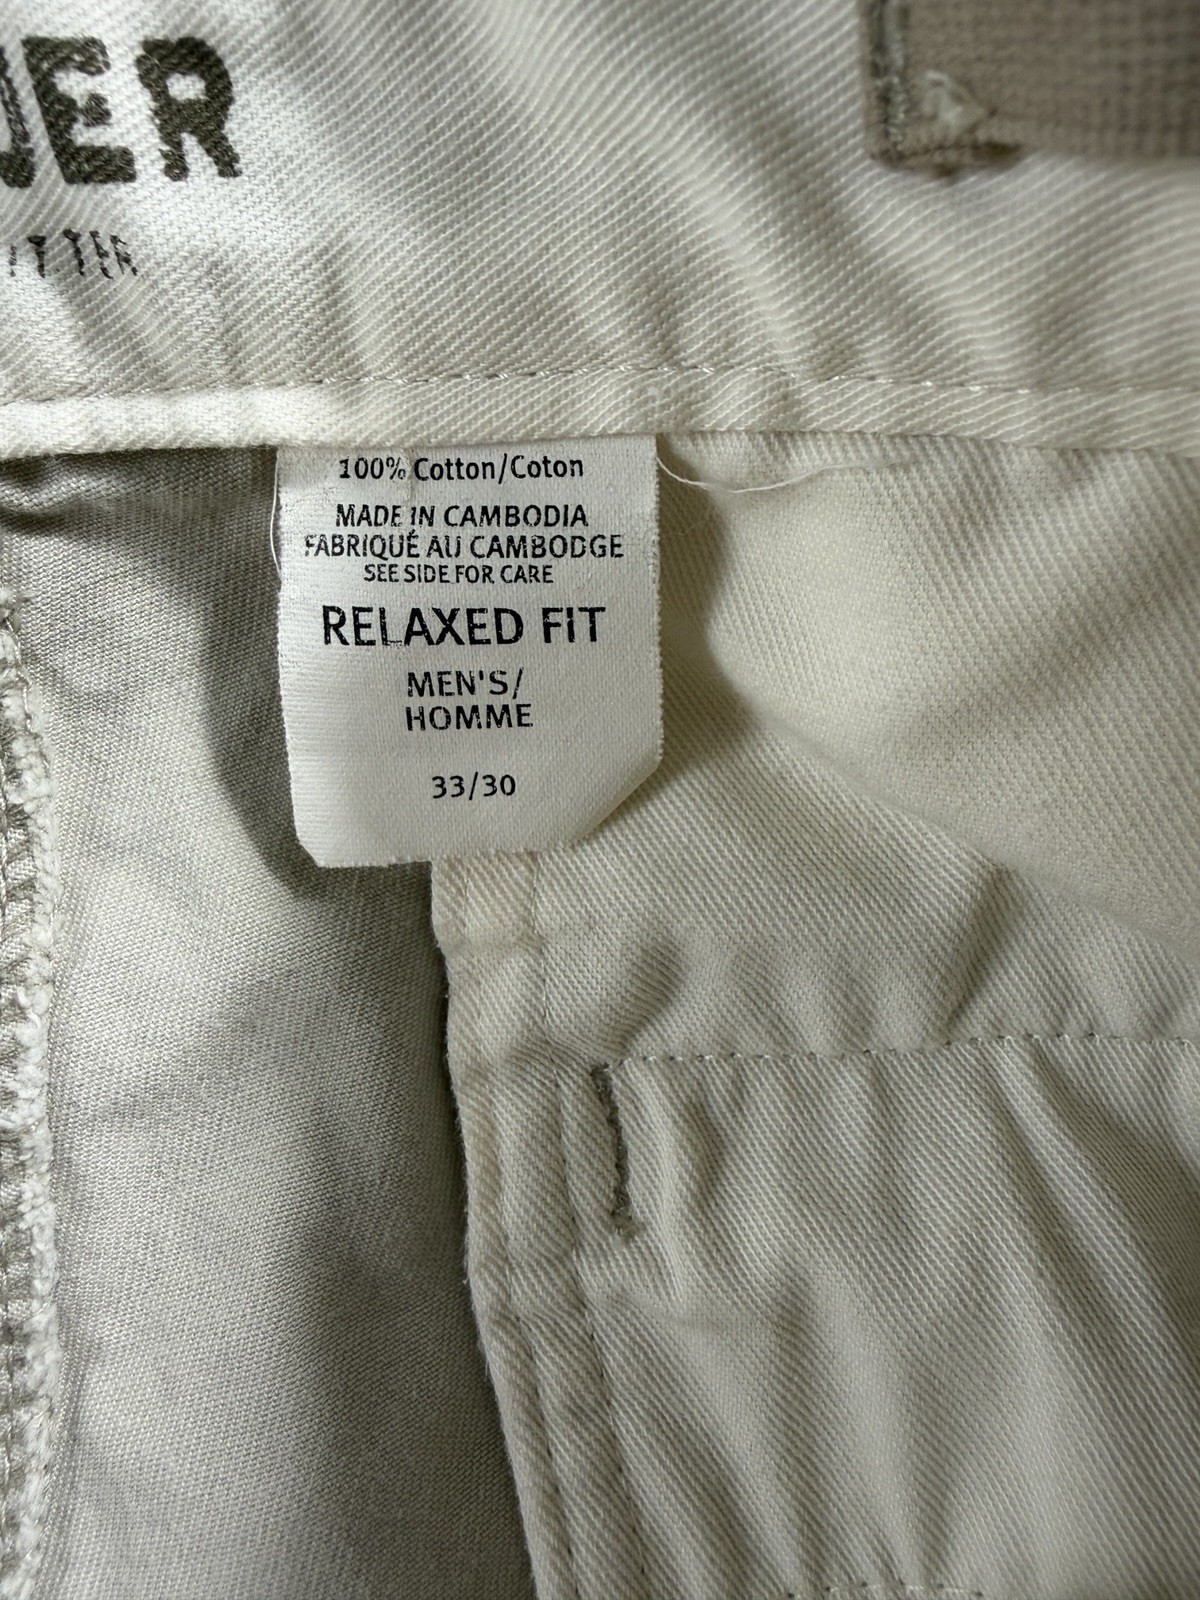 UER
ITTER
100% Cotton/Coton
MADE IN CAMBODIA
FABRIQUÉ AU CAMBODGE
SEE SIDE FOR CARE
RELAXED FIT
MEN'S/
HOMME
33/30